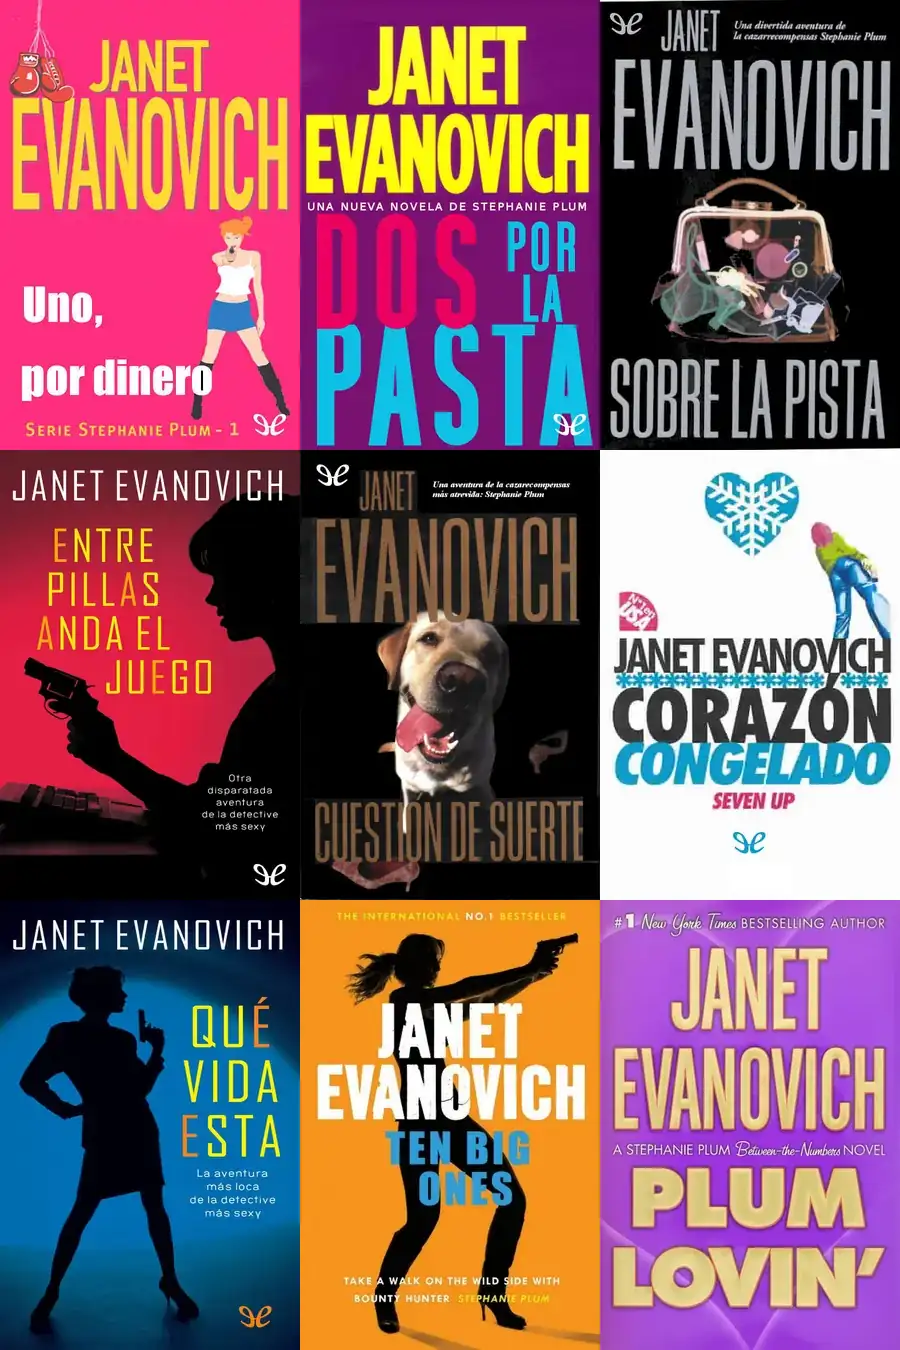 JANET
EVANOVICH
Uno,
por dinero
SERIE STEPHANIE PLUM - 1
JANET
EVANOVICH
UNA NUEVA NOVELA DE STEPHANIE PLUM
DOS
POR
LA
PASTA
JANET
Una divertida aventura de
la cazarrecompensas Stephanie Plum
EVANOVICH
SOBRE LA PISTA
JANET EVANOVICH
ENTRE
PILLAS
ANDA EL
JUEGO
Otra
disparatada
aventura
de la detective
más sexy
JANET
Una aventura de la cazarecompensas
más atrevida: Stephanie Plum
EVANOVICH
CUESTIÓN DE SUERTE
Nº1 en
USA
JANET EVANOVICH
CORAZÓN
CONGELADO
SEVEN UP
JANET EVANOVICH
QUÉ
VIDA
ESTA
La aventura
más loca
de la detective
más sexy
THE INTERNATIONAL NO.1 BESTSELLER
JANET
EVANOVICH
TEN BIG
ONES
TAKE A WALK ON THE WILD SIDE WITH
BOUNTY HUNTER STEPHANIE PLUM
#1 New York Times BESTSELLING AUTHOR
JANET
EVANOVICH
A STEPHANIE PLUM Between-the-Numbers NOVEL
PLUM
LOVIN'